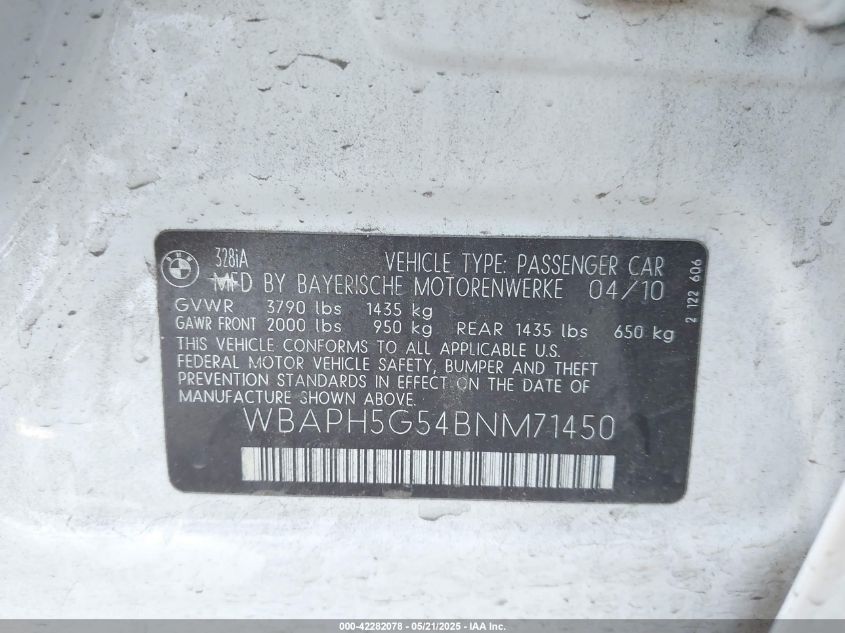 BMW
328iA
VEHICLE TYPE: PASSENGER CAR
MFD BY BAYERISCHE MOTORENWERKE 04/10
GVWR 3790 lbs 1435 kg
GAWR FRONT 2000 lbs 950 kg REAR 1435 lbs 650 kg
THIS VEHICLE CONFORMS TO ALL APPLICABLE U.S.
FEDERAL MOTOR VEHICLE SAFETY, BUMPER AND THEFT
PREVENTION STANDARDS IN EFFECT ON THE DATE OF
MANUFACTURE SHOWN ABOVE.
WBAPH5G54BNM71450
2 122 606
000-42282078 - 05/21/2025 - IAA Inc.